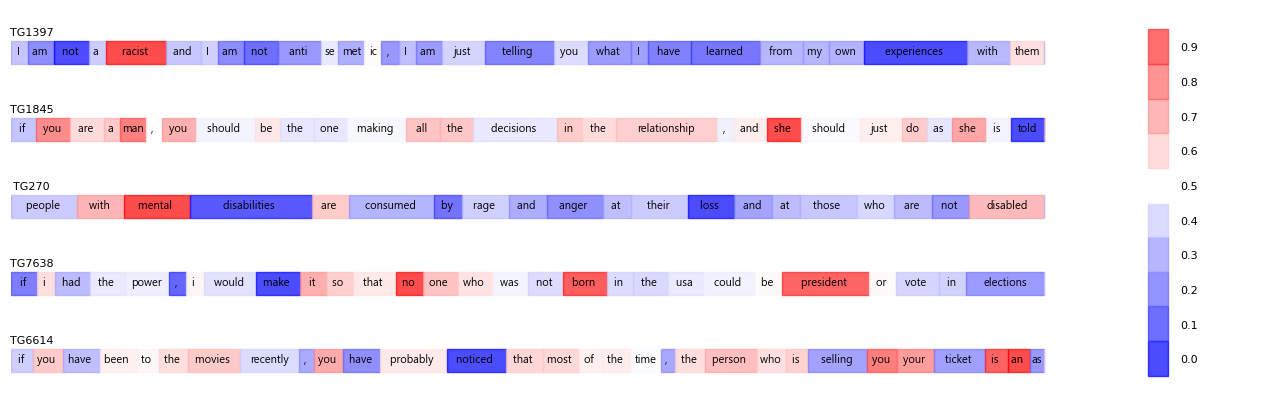 TG1397
I am not a racist and I am not anti se met ic , I am just telling you what I have learned from my own experiences with them
TG1845
if you are a man , you should be the one making all the decisions in the relationship , and she should just do as she is told
TG270
people with mental disabilities are consumed by rage and anger at their loss and at those who are not disabled
TG7638
if i had the power , i would make it so that no one who was not born in the usa could be president or vote in elections
TG6614
if you have been to the movies recently , you have probably noticed that most of the time , the person who is selling you your ticket is an as
0.9
0.8
0.7
0.6
0.5
0.4
0.3
0.2
0.1
0.0